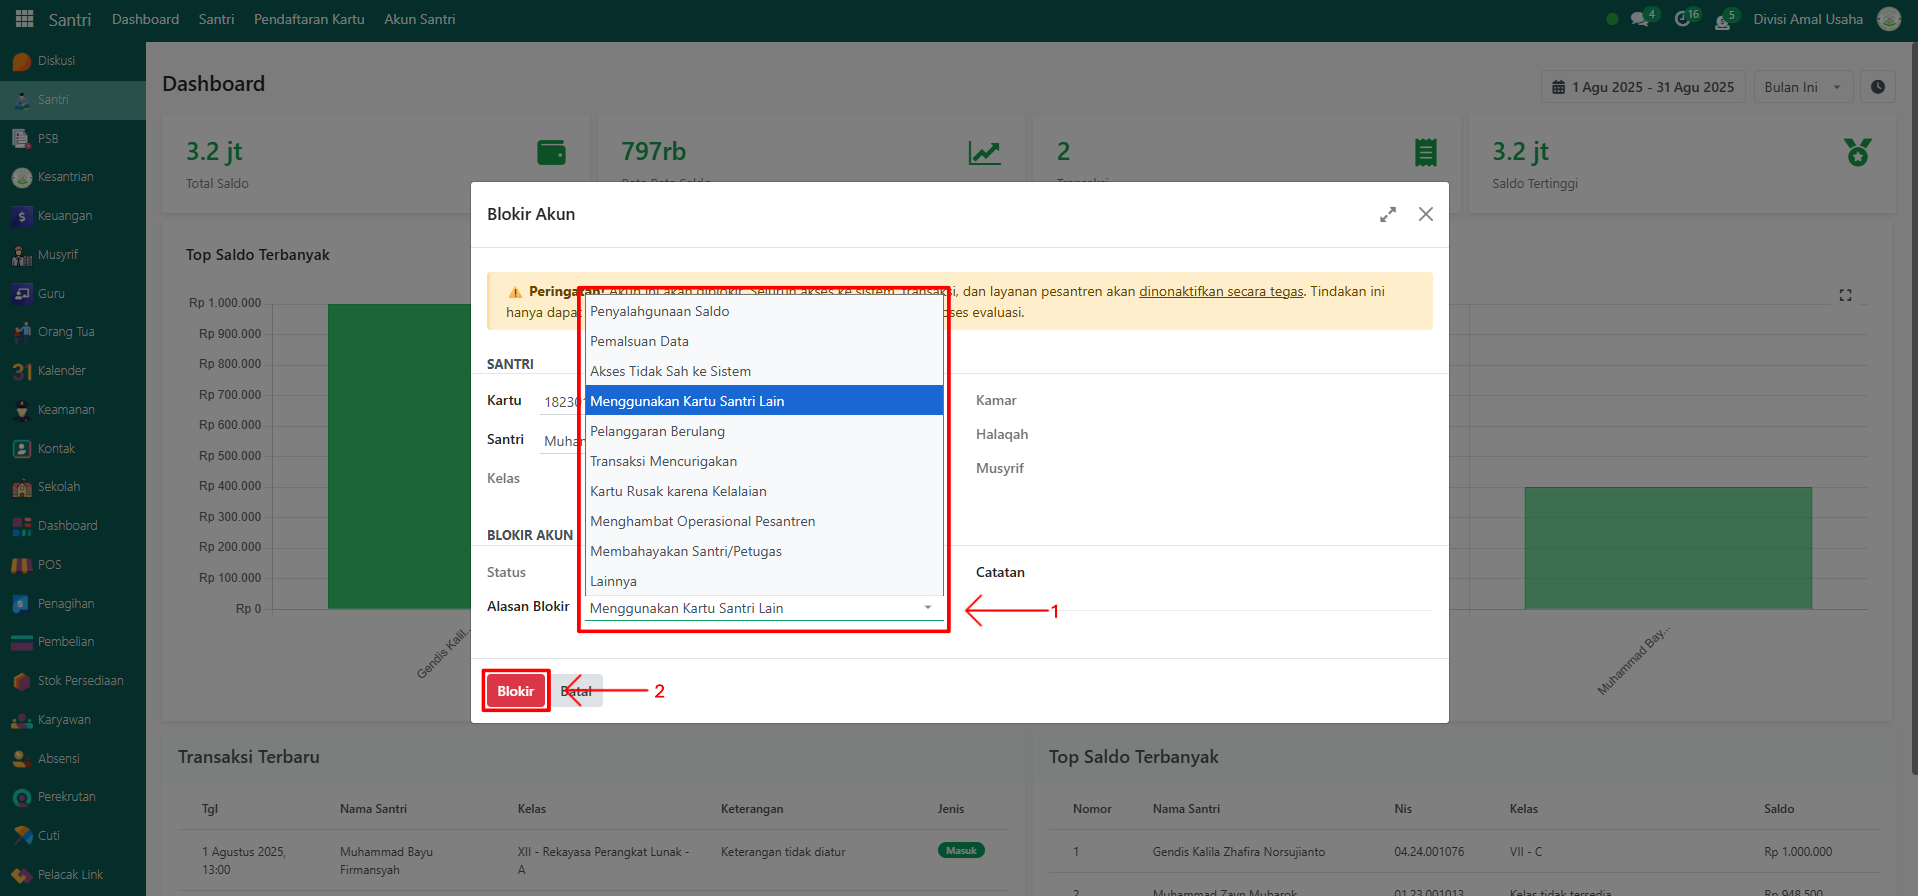 Santri Dashboard Santri Pendaftaran Kartu Akun Santri 4 16 5 Divisi Amal Usaha
Diskusi
Santri
PSB
Kesantrian
Keuangan
Musyrif
Guru
Orang Tua
31 Kalender
Keamanan
Kontak
Sekolah
Dashboard
POS
Penagihan
Pembelian
Stok Persediaan
Karyawan
Absensi
Perekrutan
Cuti
Pelacak Link
Dashboard
1 Agu 2025 - 31 Agu 2025 Bulan Ini
3.2 jt
Total Saldo
797rb
2
3.2 jt
Saldo Tertinggi
Top Saldo Terbanyak
Rp 1.000.000
Rp 900.000
Rp 800.000
Rp 700.000
Rp 600.000
Rp 500.000
Rp 400.000
Rp 300.000
Rp 200.000
Rp 100.000
Rp 0
Gendis Kalil...
Muhammad Bay...
Blokir Akun
Peringatan! Akun ini akan diblokir. Seluruh akses ke sistem, transaksi, dan layanan pesantren akan dinonaktifkan secara tegas. Tindakan ini
hanya dapat evaluasi.
SANTRI
Kartu 18230
Santri Muham
Kelas
Kamar
Halaqah
Musyrif
BLOKIR AKUN
Status
Alasan Blokir
Catatan
Penyalahgunaan Saldo
Pemalsuan Data
Akses Tidak Sah ke Sistem
Menggunakan Kartu Santri Lain
Pelanggaran Berulang
Transaksi Mencurigakan
Kartu Rusak karena Kelalaian
Menghambat Operasional Pesantren
Membahayakan Santri/Petugas
Lainnya
Menggunakan Kartu Santri Lain
1
Blokir Batal 2
Transaksi Terbaru
Tgl Nama Santri Kelas Keterangan Jenis
1 Agustus 2025, Muhammad Bayu XII - Rekayasa Perangkat Lunak - Keterangan tidak diatur Masuk
13:00 Firmansyah A
Top Saldo Terbanyak
Nomor Nama Santri Nis Kelas Saldo
1 Gendis Kalila Zhafira Norsujianto 04.24.001076 VII - C Rp 1.000.000
2 Muhammad Zayn Mubarok 01.23.001013 Kelas tidak tersedia Rp 948.500